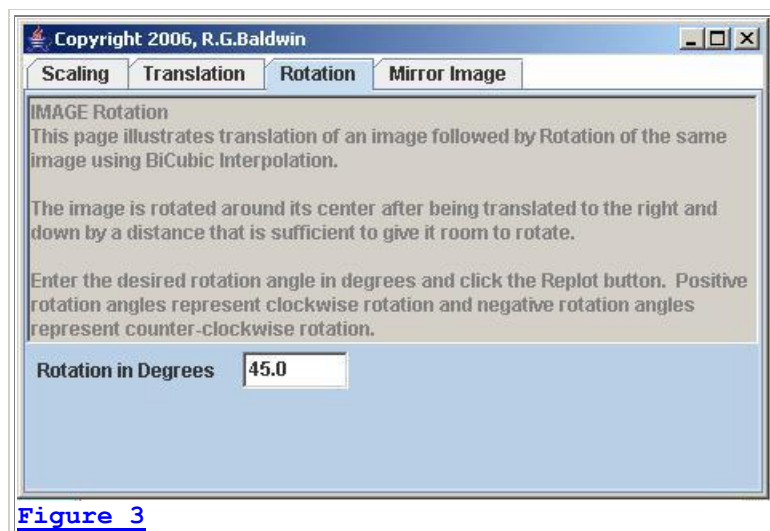 Copyright 2006, R.G.Baldwin
Scaling Translation Rotation Mirror Image
IMAGE Rotation
This page illustrates translation of an image followed by Rotation of the same
image using BiCubic Interpolation.
The image is rotated around its center after being translated to the right and
down by a distance that is sufficient to give it room to rotate.
Enter the desired rotation angle in degrees and click the Replot button. Positive
rotation angles represent clockwise rotation and negative rotation angles
represent counter-clockwise rotation.
Rotation in Degrees 45.0
Figure 3